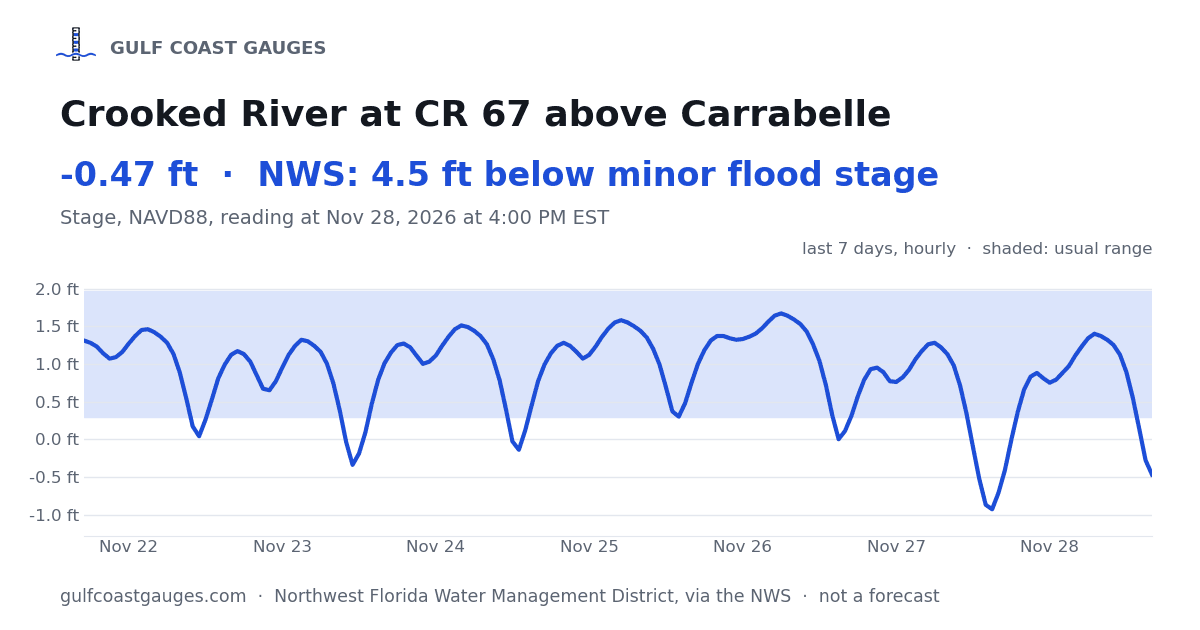 GULF COAST GAUGES
Crooked River at CR 67 above Carrabelle
-0.47 ft · NWS: 4.5 ft below minor flood stage
Stage, NAVD88, reading at Nov 28, 2026 at 4:00 PM EST
last 7 days, hourly · shaded: usual range
2.0 ft
1.5 ft
1.0 ft
0.5 ft
0.0 ft
-0.5 ft
-1.0 ft
Nov 22 Nov 23 Nov 24 Nov 25 Nov 26 Nov 27 Nov 28
gulfcoastgauges.com · Northwest Florida Water Management District, via the NWS · not a forecast